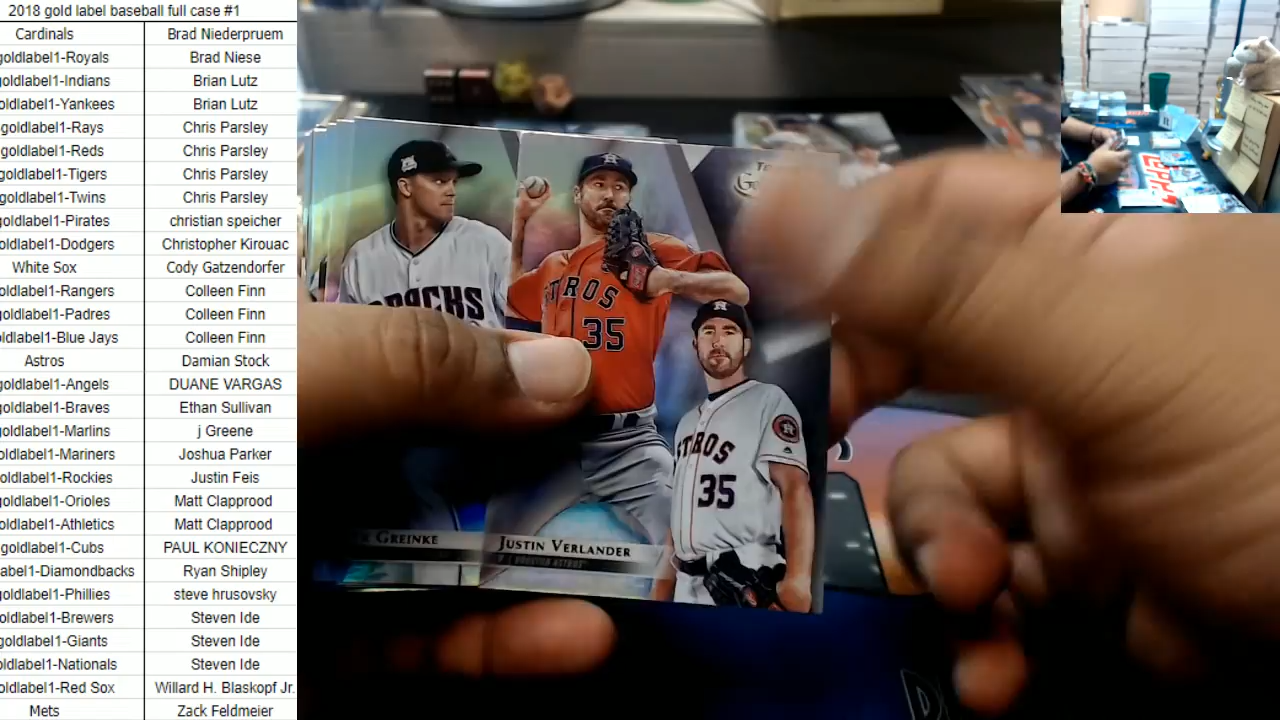 2018 gold label baseball full case #1
Cardinals Brad Niederpruem
goldlabel1-Royals Brad Niese
goldlabel1-Indians Brian Lutz
oldlabel1-Yankees Brian Lutz
goldlabel1-Rays Chris Parsley
goldlabel1-Reds Chris Parsley
goldlabel1-Tigers Chris Parsley
goldlabel1-Twins Chris Parsley
goldlabel1-Pirates christian speicher
oldlabel1-Dodgers Christopher Kirouac
White Sox Cody Gatzendorfer
oldlabel1-Rangers Colleen Finn
goldlabel1-Padres Colleen Finn
ldlabel1-Blue Jays Colleen Finn
Astros Damian Stock
goldlabel1-Angels DUANE VARGAS
goldlabel1-Braves Ethan Sullivan
oldlabel1-Marlins j Greene
oldlabel1-Mariners Joshua Parker
oldlabel1-Rockies Justin Feis
goldlabel1-Orioles Matt Clapprood
oldlabel1-Athletics Matt Clapprood
goldlabel1-Cubs PAUL KONIECZNY
abel1-Diamondbacks Ryan Shipley
goldlabel1-Phillies steve hrusovsky
oldlabel1-Brewers Steven Ide
goldlabel1-Giants Steven Ide
ldlabel1-Nationals Steven Ide
oldlabel1-Red Sox Willard H. Blaskopf Jr.
Mets Zack Feldmeier
GREINKE
JUSTIN VERLANDER
HOUSTON ASTROS
STROS
35
STROS
35